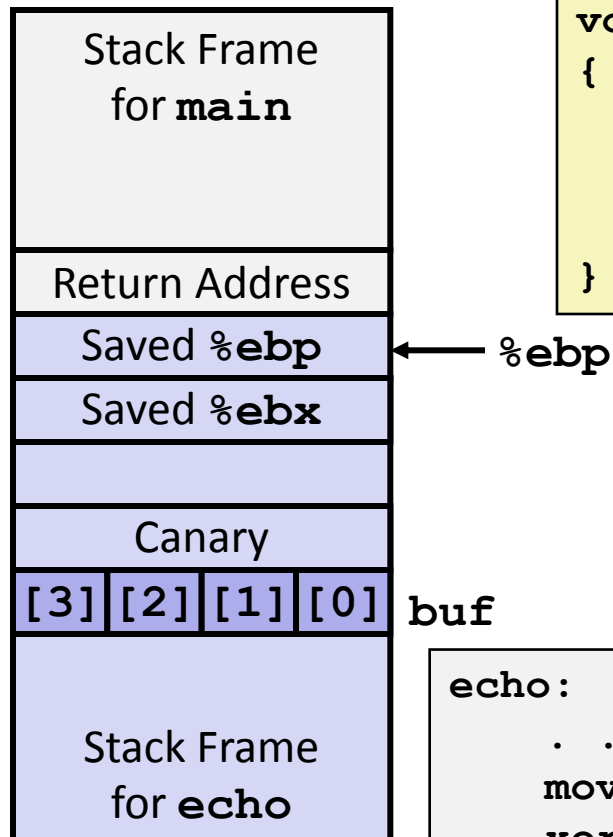 Stack Frame
for main
Return Address
Saved %ebp
%ebp
Saved %ebx
Canary
[3] [2] [1] [0]
buf
Stack Frame
for echo
{
}
echo:
. .
mov